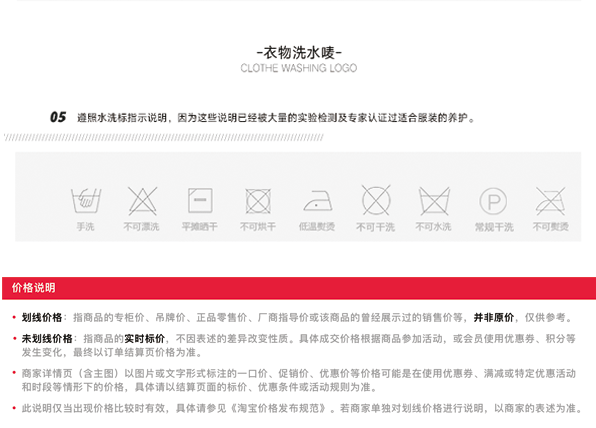 -衣物洗水唛-
CLOTHE WASHING LOGO
05 遵照水洗标指示说明，因为这些说明已经被大量的实验检测及专家认证过适合服装的养护。
手洗 不可漂洗 平摊晒干 不可烘干 低温熨烫 不可干洗 不可水洗 常规干洗 不可熨烫
价格说明
• 划线价格：指商品的专柜价、吊牌价、正品零售价、厂商指导价或该商品的曾经展示过的销售价等，并非原价，仅供参考。
• 未划线价格：指商品的实时标价，不因表述的差异改变性质。具体成交价格根据商品参加活动，或会员使用优惠券、积分等
发生变化，最终以订单结算页价格为准。
• 商家详情页（含主图）以图片或文字形式标注的一口价、促销价、优惠价等价格可能是在使用优惠券、满减或特定优惠活动
和时段等情形下的价格，具体请以结算页面的标价、优惠条件或活动规则为准。
• 此说明仅当出现价格比较时有效，具体请参见《淘宝价格发布规范》。若商家单独对划线价格进行说明，以商家的表述为准。